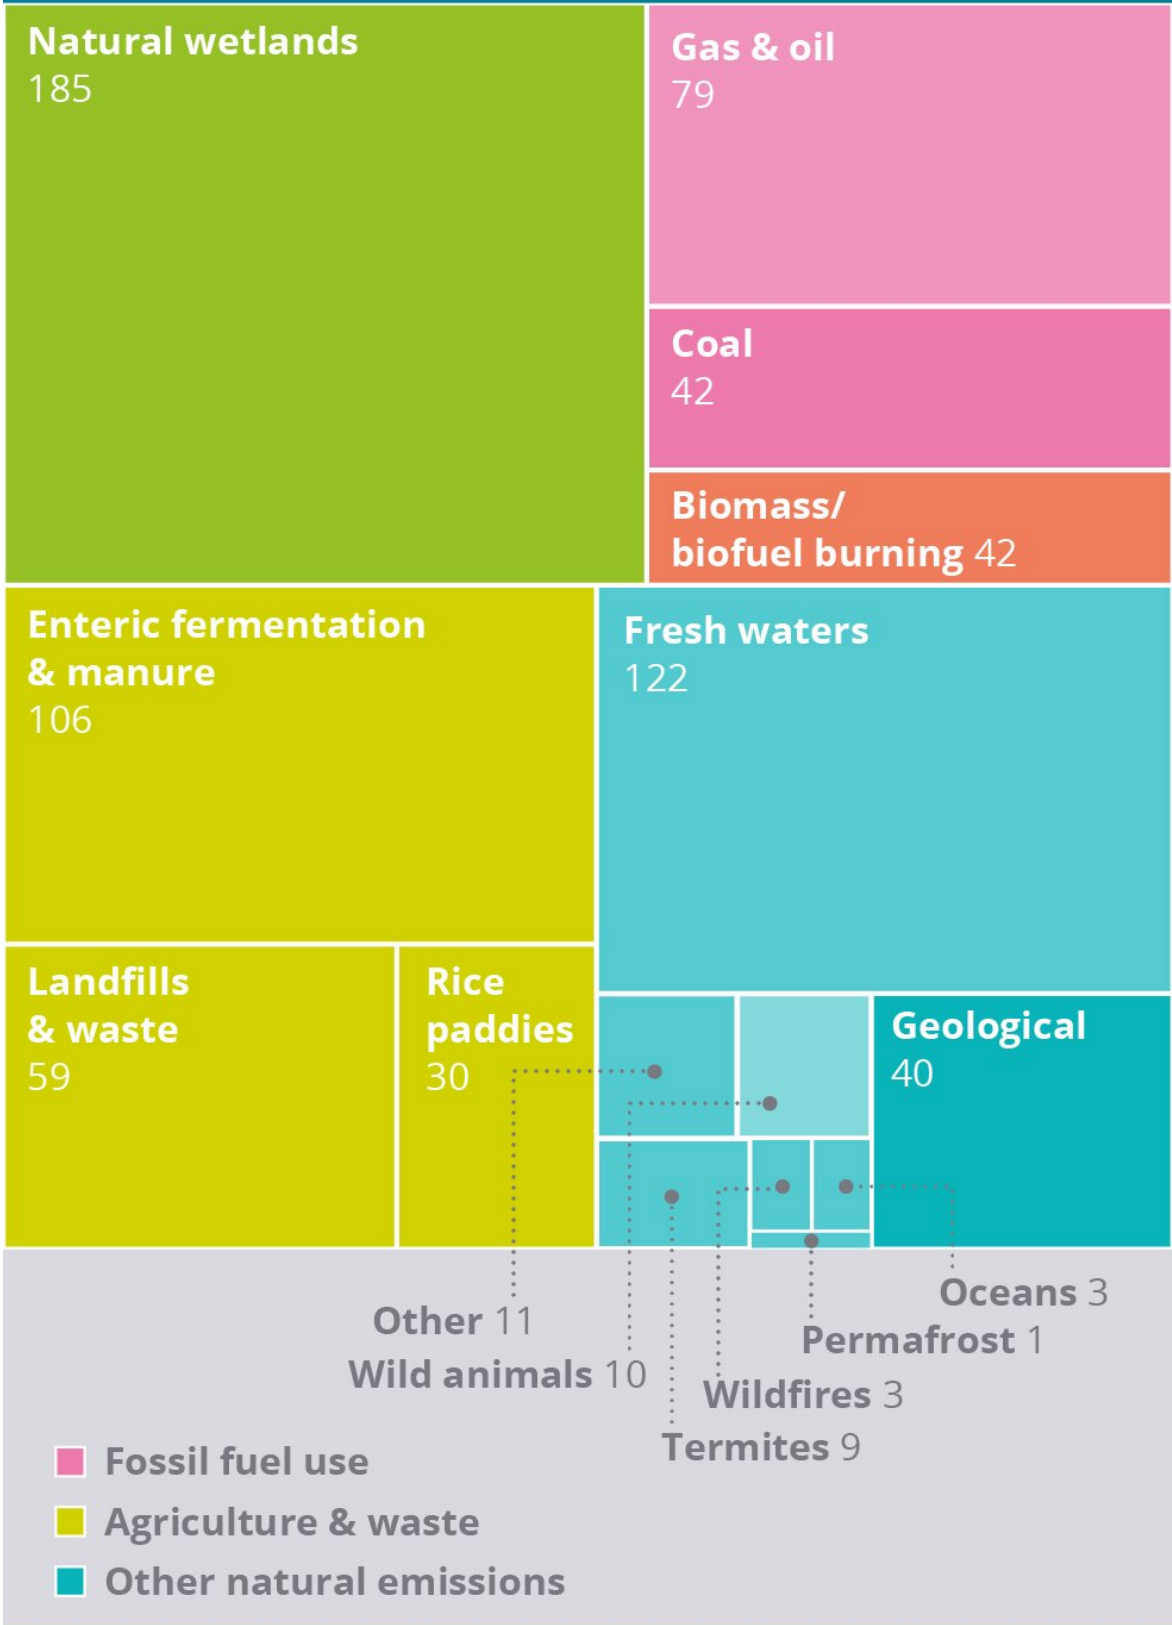 Natural wetlands
185
Gas & oil
79
Coal
42
Biomass/
biofuel burning 42
Enteric fermentation
& manure
106
Fresh waters
122
Landfills
& waste
59
Rice
paddies
30
Geological
40
Other 11
Wild animals 10
Oceans 3
Permafrost 1
Wildfires 3
Termites 9
Fossil fuel use
Agriculture & waste
Other natural emissions